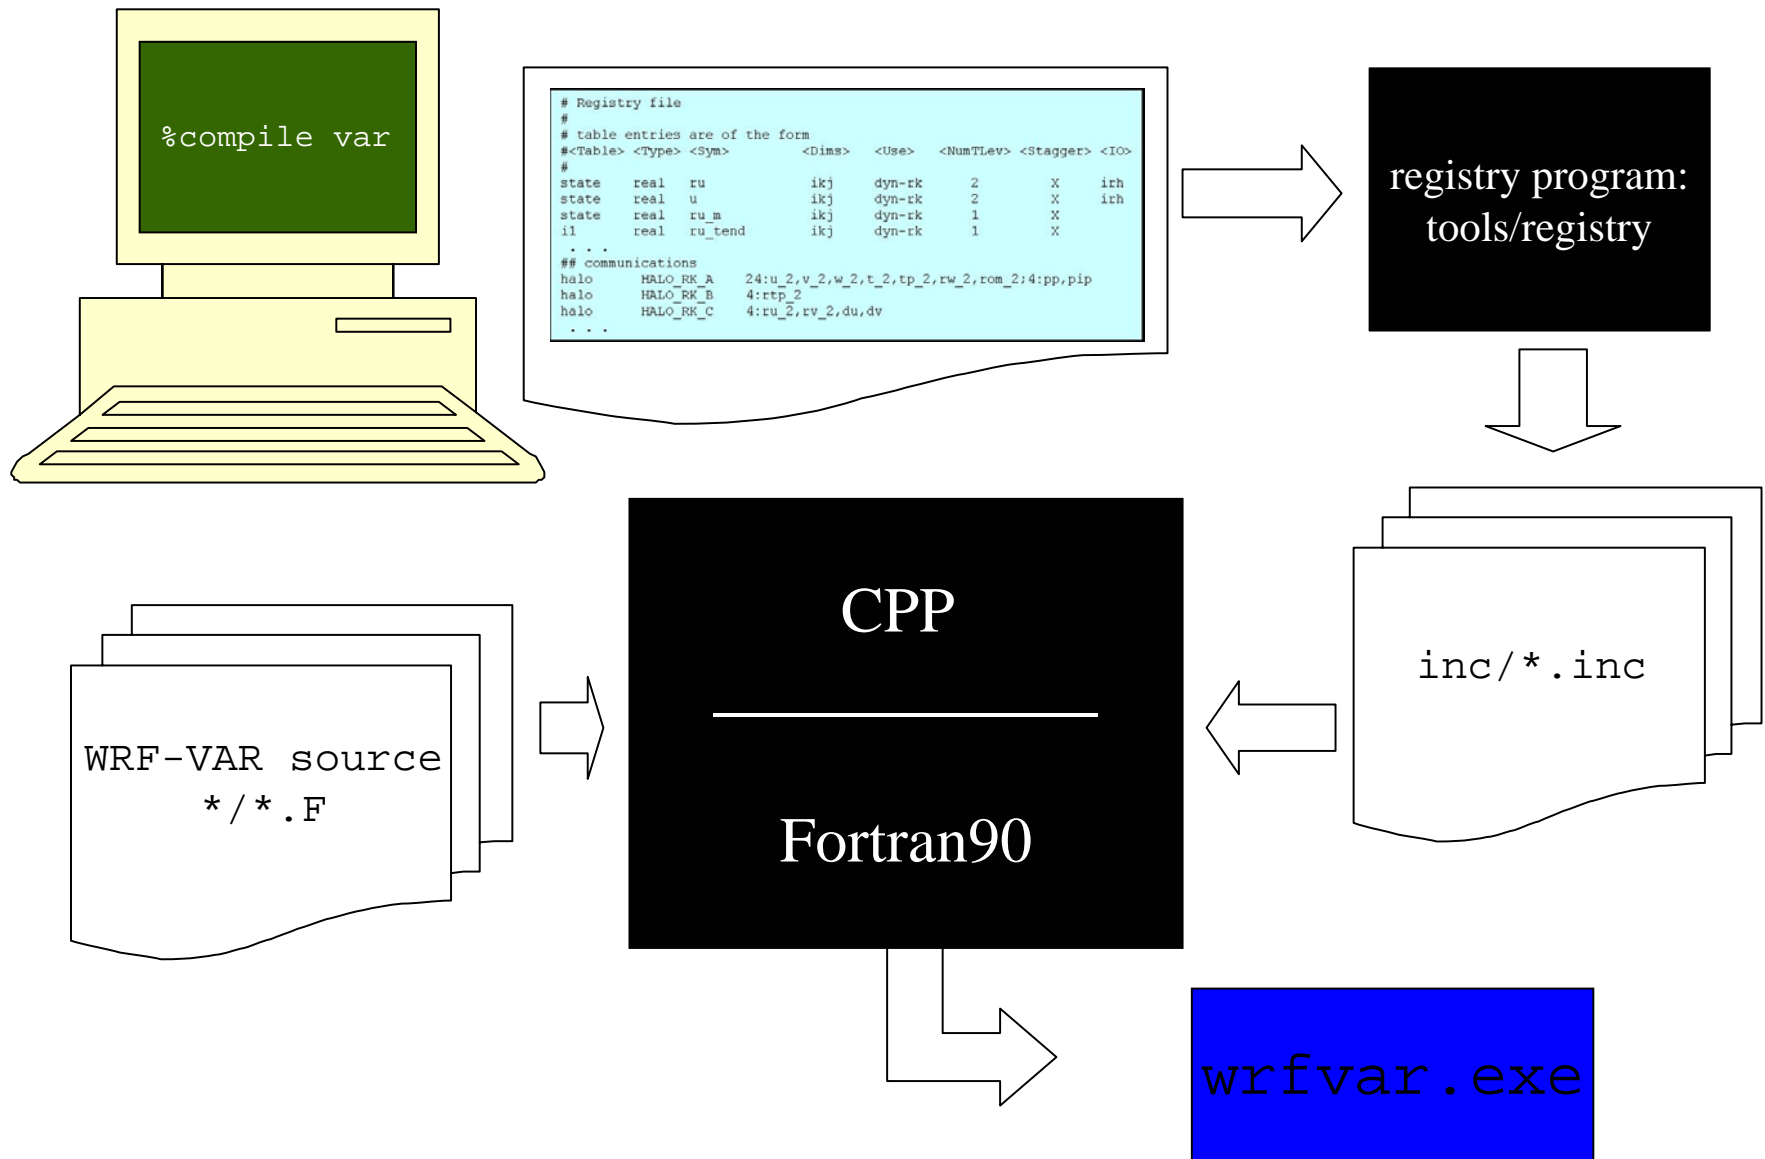 %compile var
# Registry file
#
# table entries are of the form
#<Table> <Type> <Sym> <Dims> <Use> <NumTLev> <Stagger> <IO>
#
state real ru ikj dyn-rk 2 X irh
state real u ikj dyn-rk 2 X irh
state real ru_m ikj dyn-rk 1 X
i1 real ru_tend ikj dyn-rk 1 X
. . .
## communications
halo HALO_RK_A 24:u_2,v_2,w_2,t_2,tp_2,rw_2,rom_2;4:pp,pip
halo HALO_RK_B 4:rtp_2
halo HALO_RK_C 4:ru_2,rv_2,du,dv
. . .
registry program:
tools/registry
CPP
Fortran90
inc/*.inc
WRF-VAR source
*/*.F
wrfvar.exe